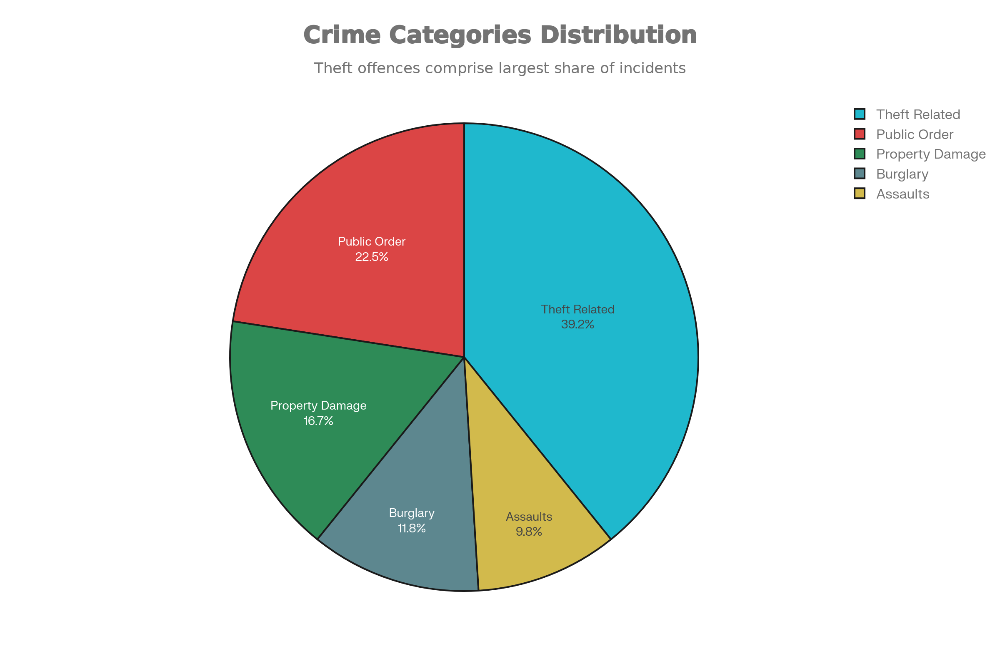 Crime Categories Distribution
Theft offences comprise largest share of incidents
Theft Related
Public Order
Property Damage
Burglary
Assaults
Public Order
22.5%
Theft Related
39.2%
Property Damage
16.7%
Burglary
11.8%
Assaults
9.8%